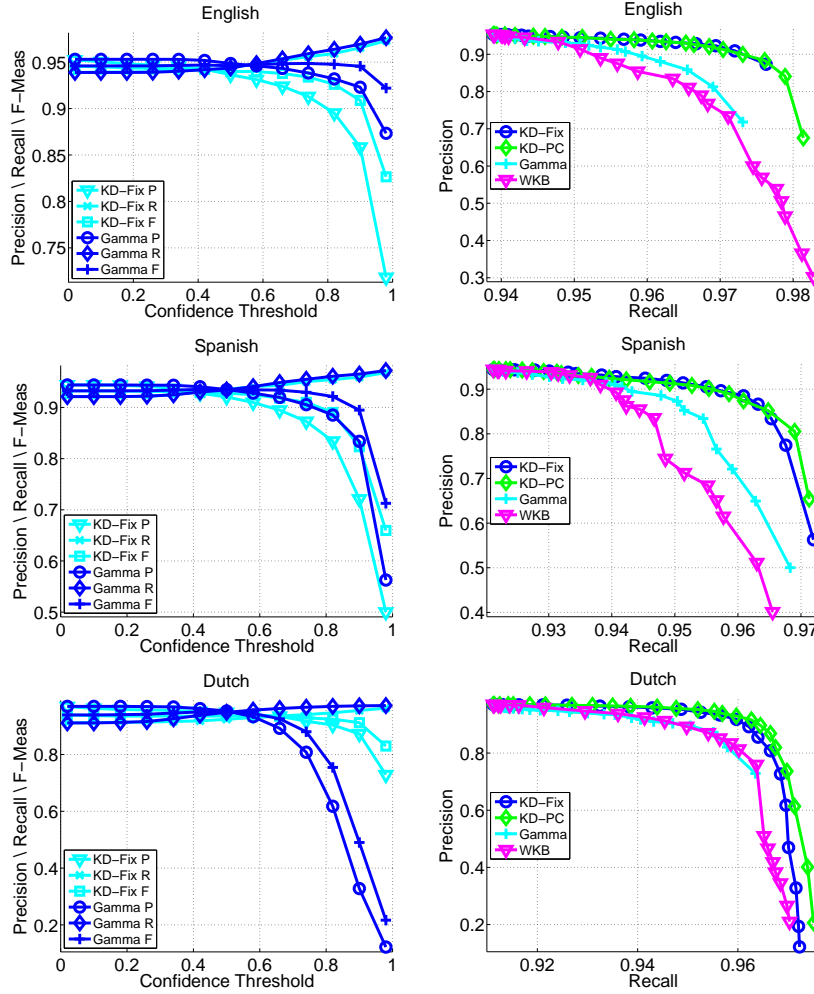 English
Precision \ Recall \ F−Meas
0.95
0.9
0.85
0.8
0.75
KD−Fix P
KD−Fix R
KD−Fix F
Gamma P
Gamma R
Gamma F
0 0.2 0.4 0.6 0.8 1
Confidence Threshold
English
Precision
0.9
0.8
0.7
0.6
0.5
0.4
0.3
KD−Fix
KD−PC
Gamma
WKB
0.94 0.95 0.96 0.97 0.98
Recall
Spanish
Precision \ Recall \ F−Meas
0.9
0.8
0.7
0.6
0.5
KD−Fix P
KD−Fix R
KD−Fix F
Gamma P
Gamma R
Gamma F
0 0.2 0.4 0.6 0.8 1
Confidence Threshold
Spanish
Precision
0.9
0.8
0.7
0.6
0.5
0.4
KD−Fix
KD−PC
Gamma
WKB
0.93 0.94 0.95 0.96 0.97
Recall
Dutch
Precision \ Recall \ F−Meas
0.8
0.6
0.4
0.2
KD−Fix P
KD−Fix R
KD−Fix F
Gamma P
Gamma R
Gamma F
0 0.2 0.4 0.6 0.8 1
Confidence Threshold
Dutch
Precision
0.8
0.6
0.4
0.2
KD−Fix
KD−PC
Gamma
WKB
0.92 0.94 0.96
Recall